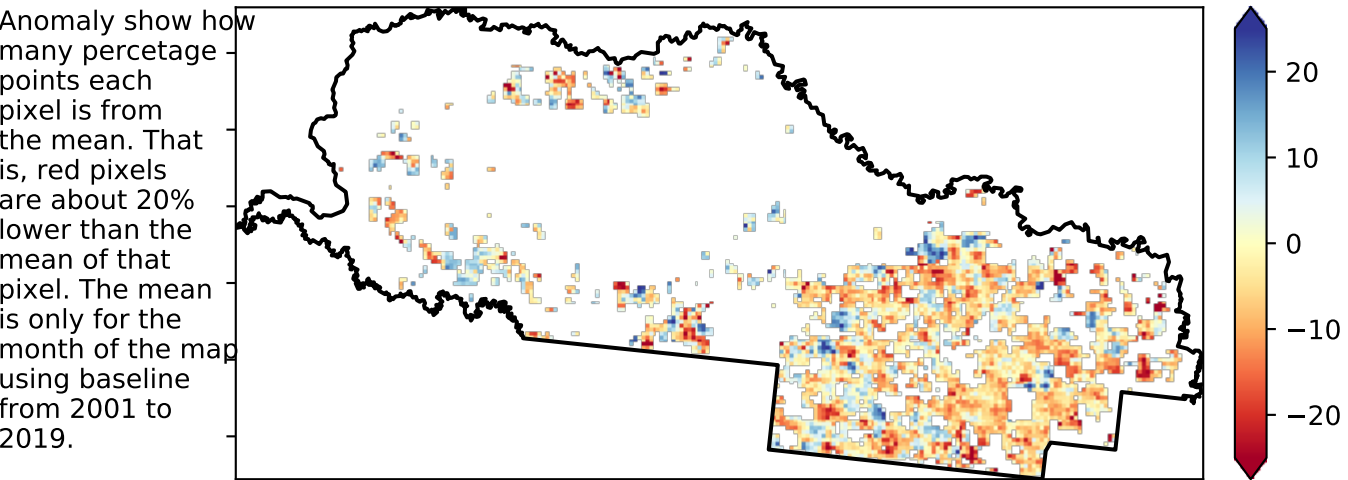 Anomaly show how
many percetage
points each
pixel is from
the mean. That
is, red pixels
are about 20%
lower than the
mean of that
pixel. The mean
is only for the
month of the map
using baseline
from 2001 to
2019.
20
10
0
−10
−20